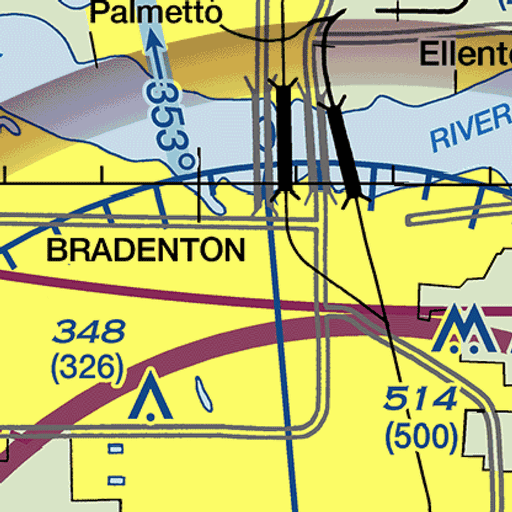 Palmetto
Ellent
353°
RIVER
BRADENTON
348
(326)
514
(500)